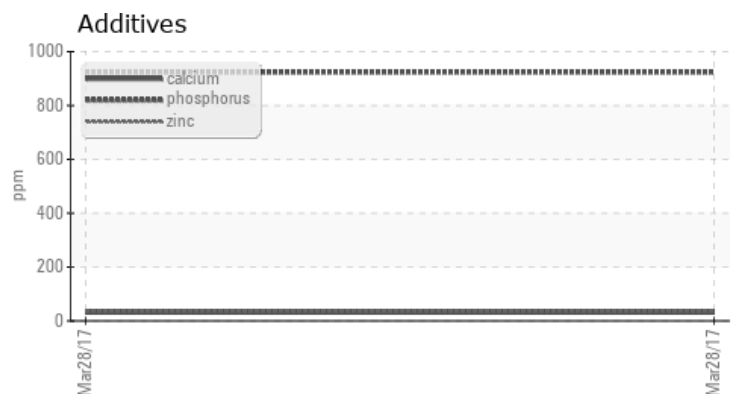 Additives
1000
calcium
phosphorus
zinc
800
600
400
200
0
ppm
Mar28/17
Mar28/17